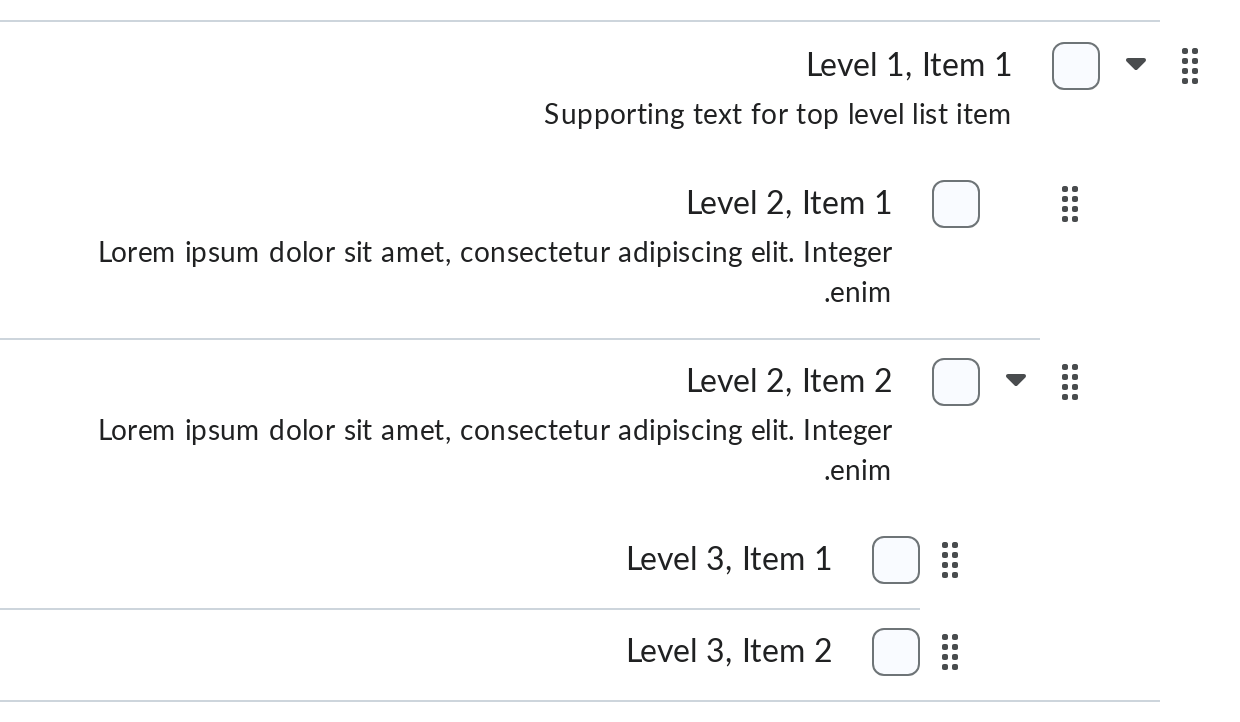 Level 1, Item 1
Supporting text for top level list item
Level 2, Item 1
Lorem ipsum dolor sit amet, consectetur adipiscing elit. Integer
.enim
Level 2, Item 2
Lorem ipsum dolor sit amet, consectetur adipiscing elit. Integer
.enim
Level 3, Item 1
Level 3, Item 2